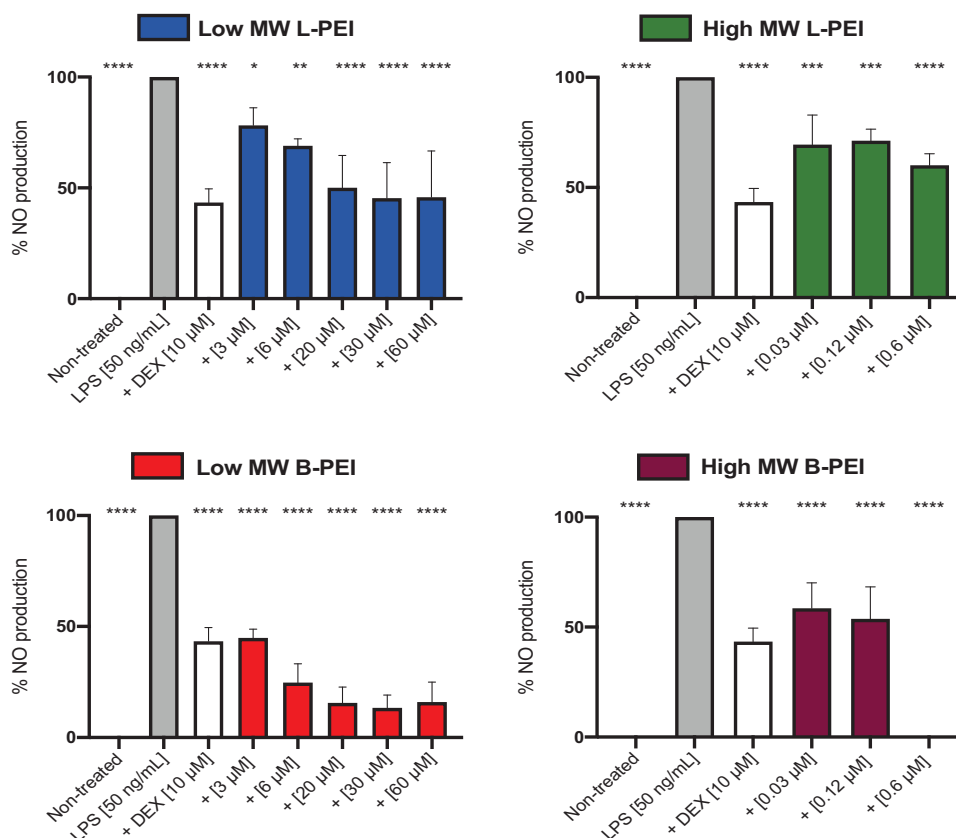 Low MW L-PEI
**** **** * ** **** **** ****
100
50
0
% NO production
Non-treated
LPS [50 ng/mL]
+ DEX [10 µM]
+ [3 µM]
+ [6 µM]
+ [20 µM]
+ [30 µM]
+ [60 µM]
High MW L-PEI
**** **** *** *** ****
100
50
0
% NO production
Non-treated
LPS [50 ng/mL]
+ DEX [10 µM]
+ [0.03 µM]
+ [0.12 µM]
+ [0.6 µM]
Low MW B-PEI
**** **** **** **** **** **** ****
100
50
0
% NO production
Non-treated
LPS [50 ng/mL]
+ DEX [10 µM]
+ [3 µM]
+ [6 µM]
+ [20 µM]
+ [30 µM]
+ [60 µM]
High MW B-PEI
**** **** **** **** ****
100
50
0
% NO production
Non-treated
LPS [50 ng/mL]
+ DEX [10 µM]
+ [0.03 µM]
+ [0.12 µM]
+ [0.6 µM]